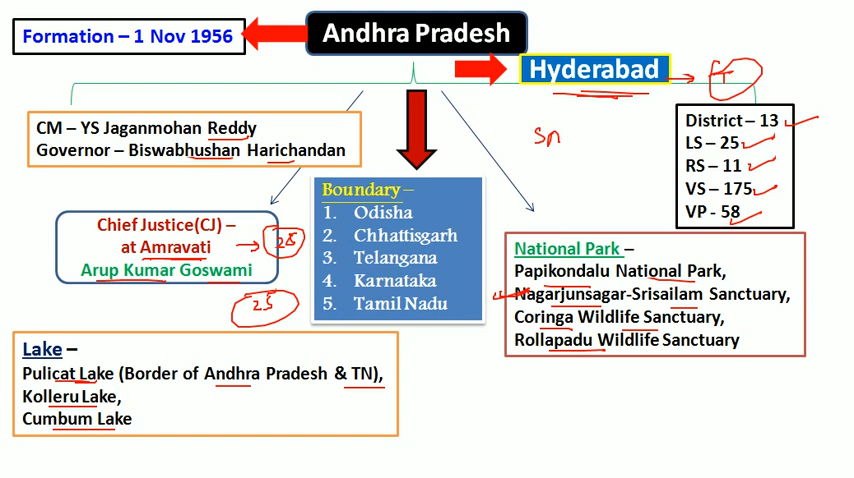 Formation – 1 Nov 1956
Andhra Pradesh
Hyderabad
T
CM – YS Jaganmohan Reddy
Governor – Biswabhushan Harichandan
District – 13
LS – 25
RS – 11
VS – 175
VP - 58
Sn
Chief Justice(CJ) –
at Amravati
Arup Kumar Goswami
25
25
Boundary –
1. Odisha
2. Chhattisgarh
3. Telangana
4. Karnataka
5. Tamil Nadu
National Park –
Papikondalu National Park,
Nagarjunsagar-Srisailam Sanctuary,
Coringa Wildlife Sanctuary,
Rollapadu Wildlife Sanctuary
Lake –
Pulicat Lake (Border of Andhra Pradesh & TN),
Kolleru Lake,
Cumbum Lake